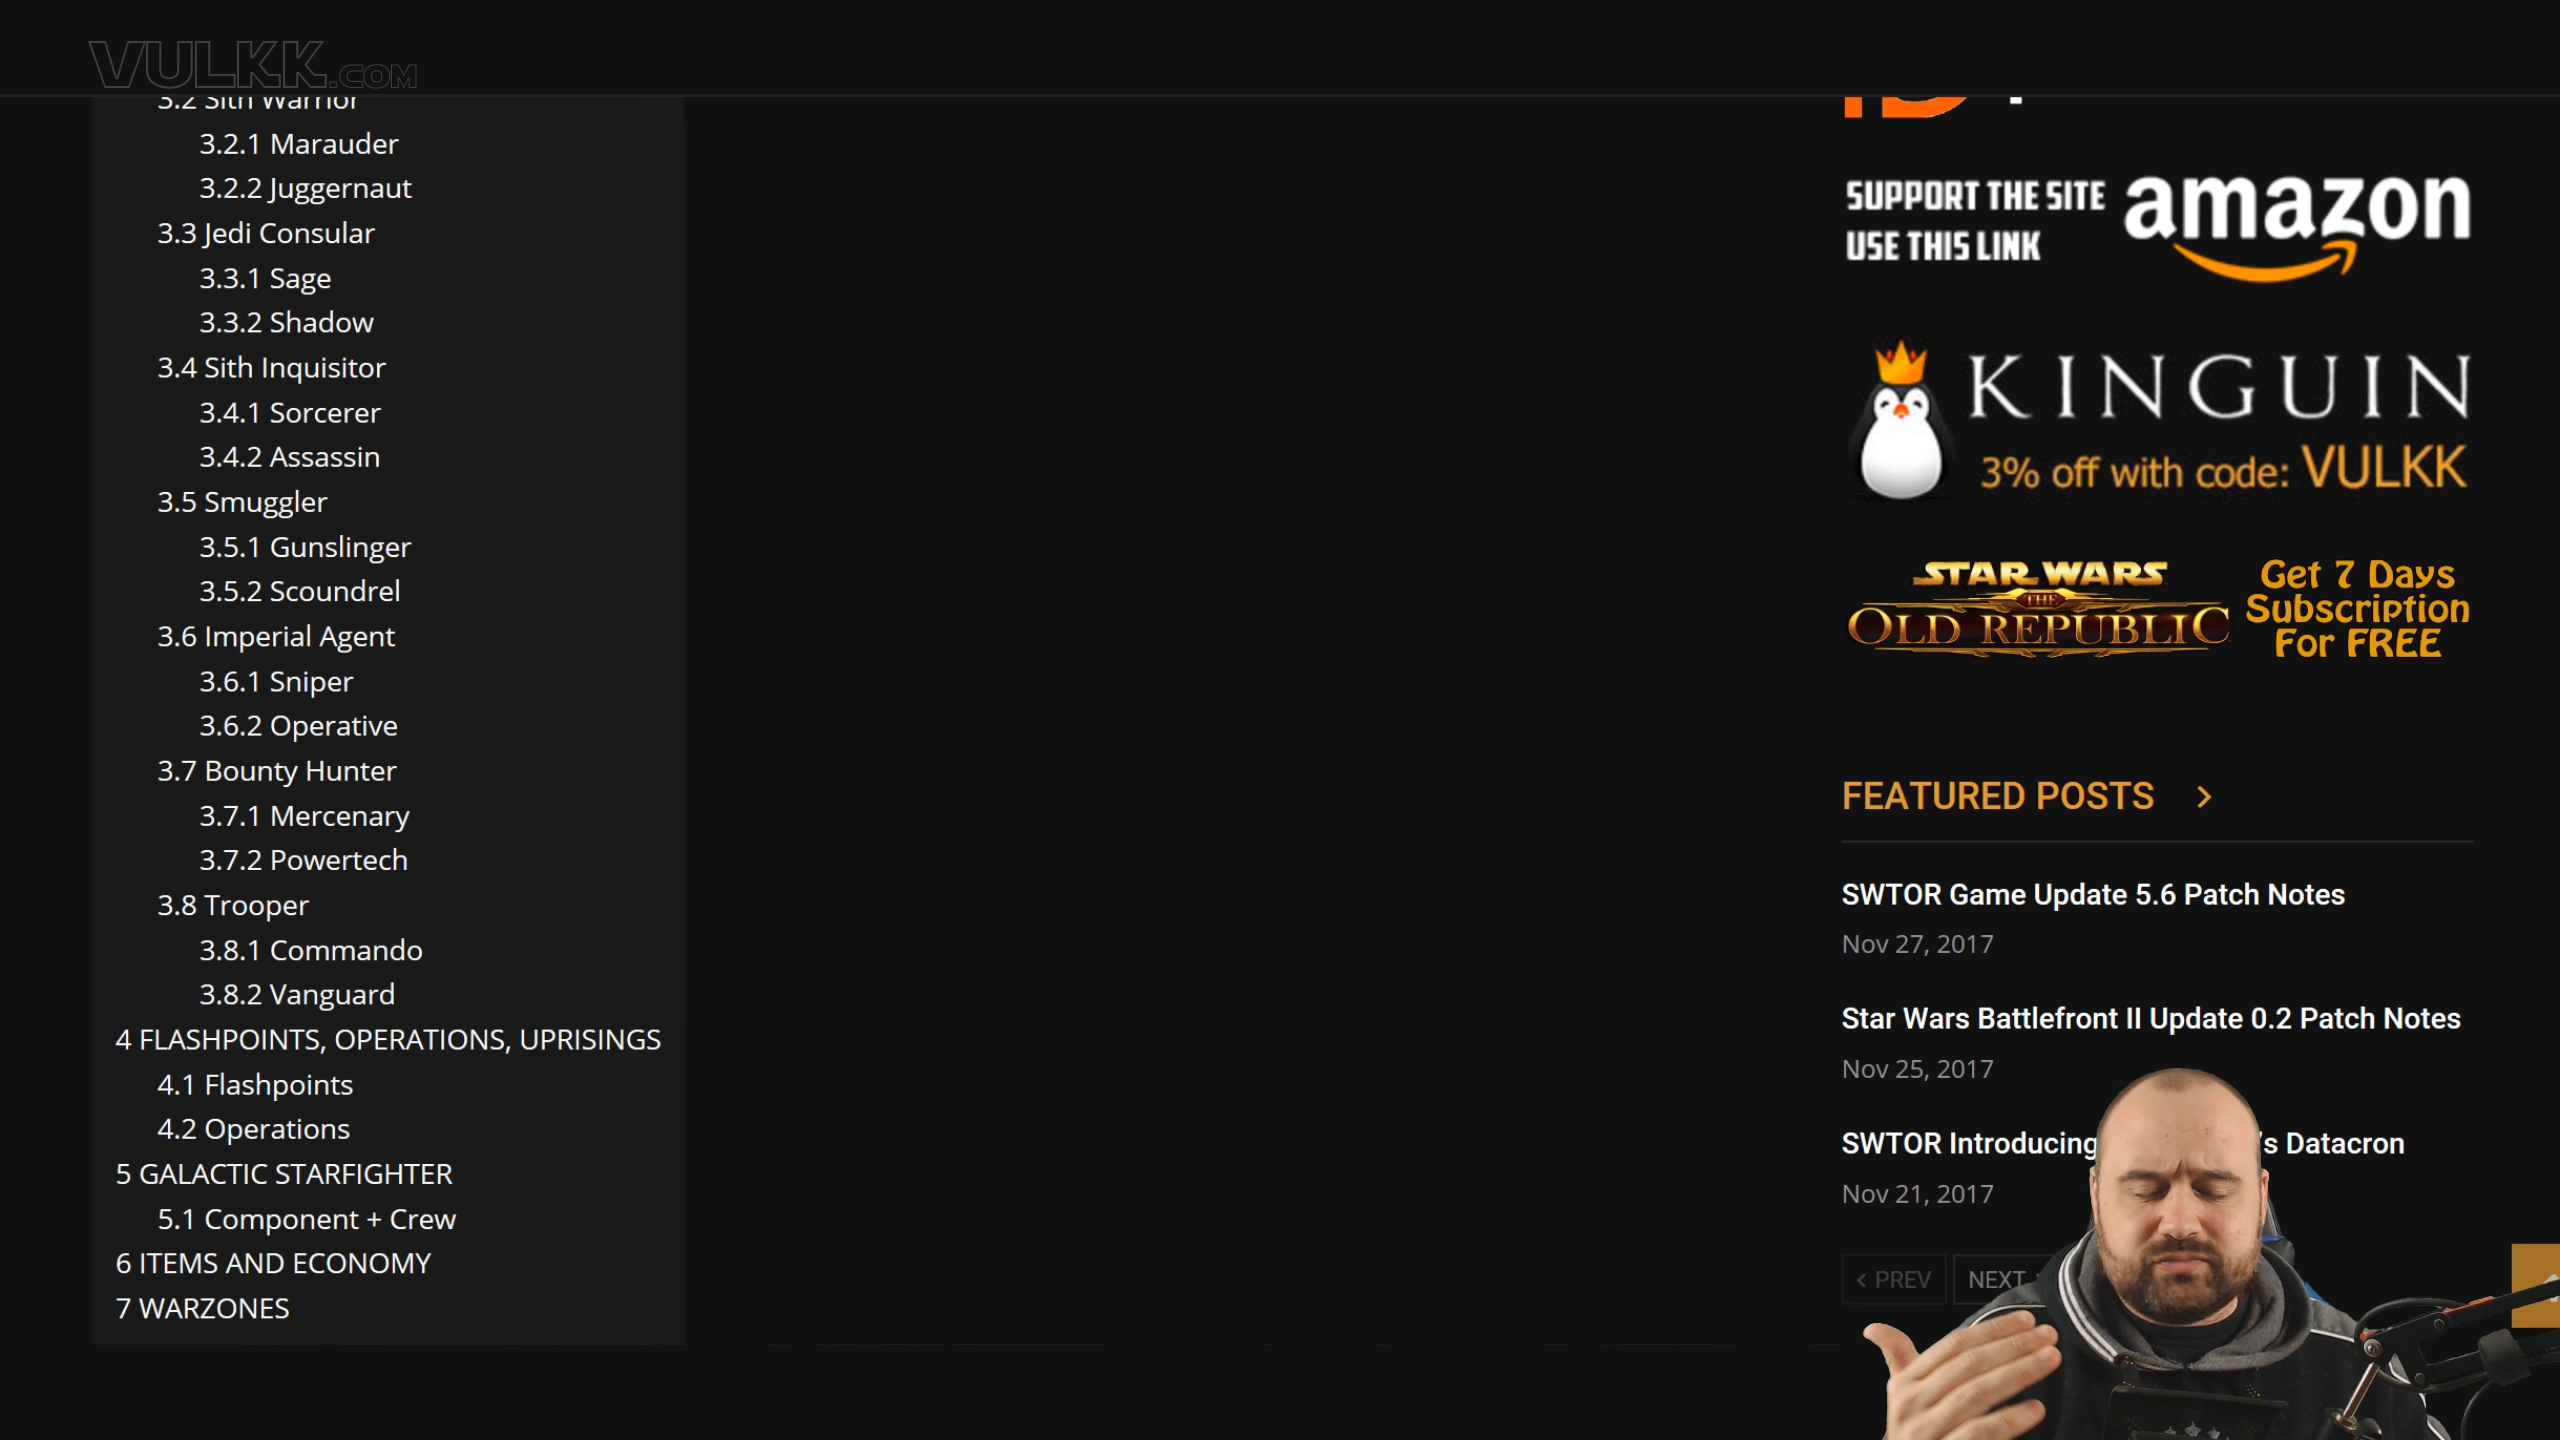 VULKK.COM
3.2 Sith Warrior
3.2.1 Marauder
3.2.2 Juggernaut
3.3 Jedi Consular
3.3.1 Sage
3.3.2 Shadow
3.4 Sith Inquisitor
3.4.1 Sorcerer
3.4.2 Assassin
3.5 Smuggler
3.5.1 Gunslinger
3.5.2 Scoundrel
3.6 Imperial Agent
3.6.1 Sniper
3.6.2 Operative
3.7 Bounty Hunter
3.7.1 Mercenary
3.7.2 Powertech
3.8 Trooper
3.8.1 Commando
3.8.2 Vanguard
4 FLASHPOINTS, OPERATIONS, UPRISINGS
4.1 Flashpoints
4.2 Operations
5 GALACTIC STARFIGHTER
5.1 Component + Crew
6 ITEMS AND ECONOMY
7 WARZONES
SUPPORT THE SITE
USE THIS LINK
amazon
KINGUIN
3% off with code: VULKK
STAR WARS
THE
OLD REPUBLIC
Get 7 Days
Subscription
For FREE
FEATURED POSTS >
SWTOR Game Update 5.6 Patch Notes
Nov 27, 2017
Star Wars Battlefront II Update 0.2 Patch Notes
Nov 25, 2017
SWTOR Introducing 's Datacron
Nov 21, 2017
< PREV NEXT